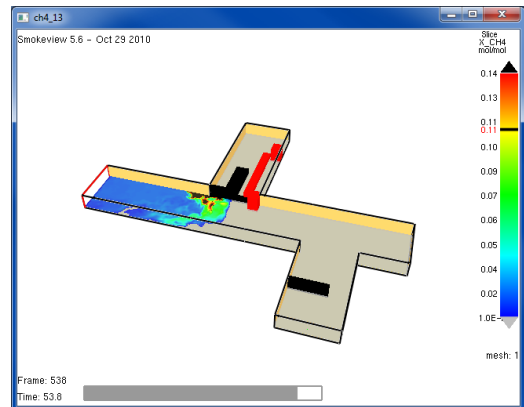 ch4_13
Smokeview 5.6 - Oct 29 2010
Slice
X_CH4
mol/mol
0.14
0.13
0.11
0.11
0.10
0.09
0.07
0.06
0.05
0.04
0.02
1.0E-
mesh: 1
Frame: 538
Time: 53.8